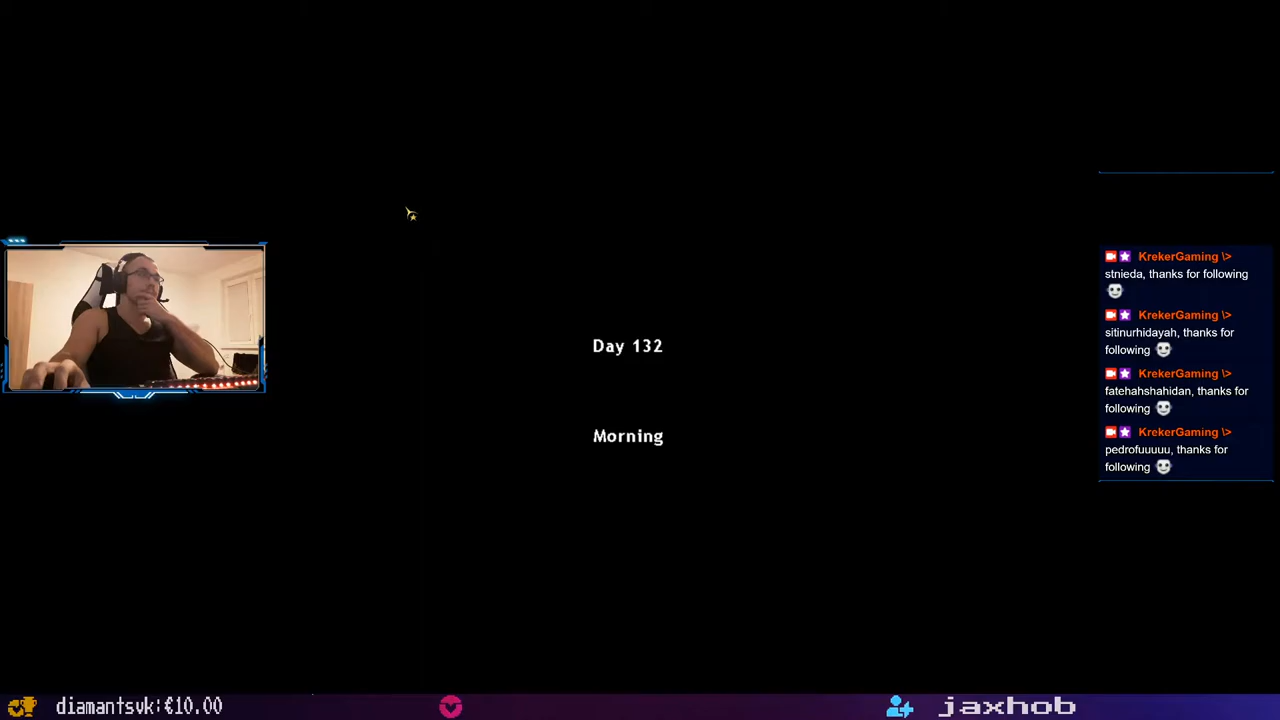 Day 132
Morning
KrekerGaming \>
stnieda, thanks for following
KrekerGaming \>
sitinurhidayah, thanks for
following
KrekerGaming \>
fatehahshahidan, thanks for
following
KrekerGaming \>
pedrofuuuuu, thanks for
following
diamantsvk:€10.00
jaxhob